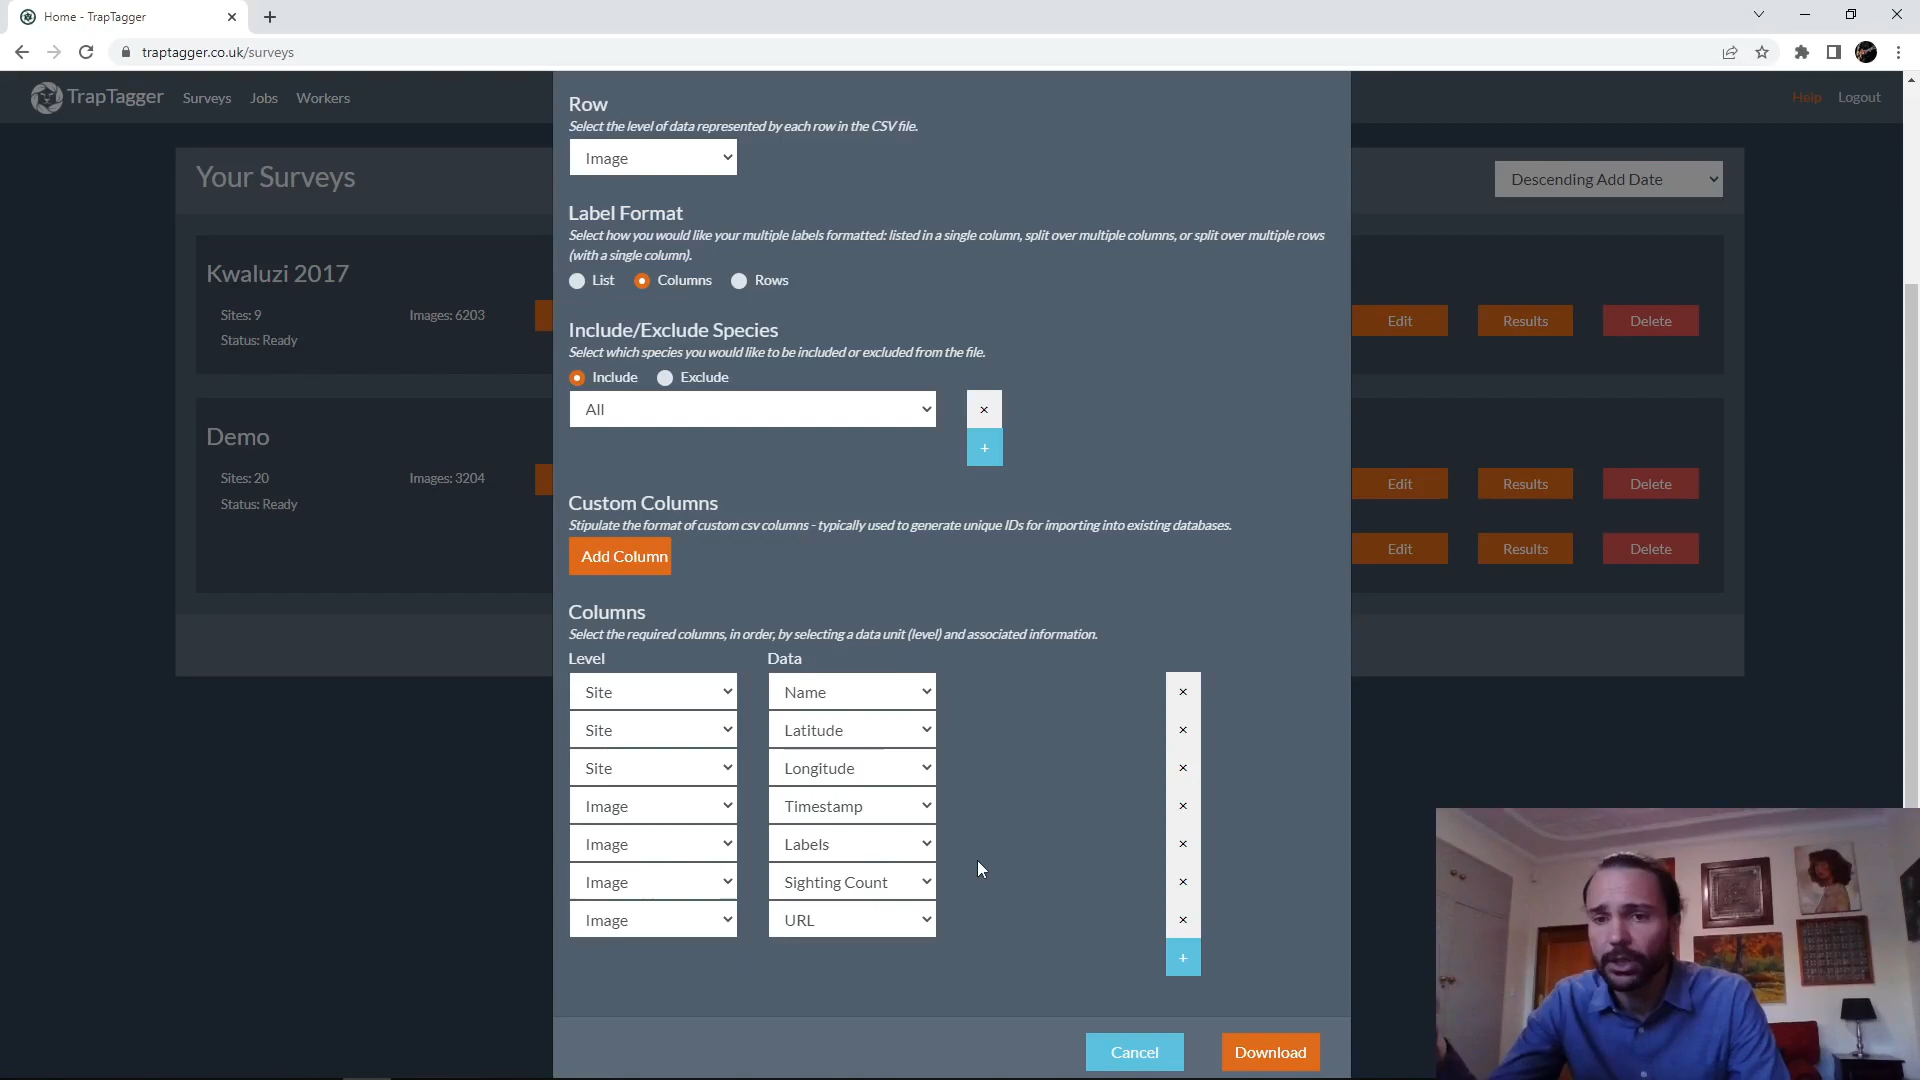 Home - TrapTagger
traptagger.co.uk/surveys
TrapTagger Surveys Jobs Workers
Help Logout
Your Surveys
Descending Add Date
Kwaluzi 2017
Sites: 9 Images: 6203
Status: Ready
Edit Results Delete
Demo
Sites: 20 Images: 3204
Status: Ready
Edit Results Delete
Edit Results Delete
Row
Select the level of data represented by each row in the CSV file.
Image
Label Format
Select how you would like your multiple labels formatted: listed in a single column, split over multiple columns, or split over multiple rows
(with a single column).
List Columns Rows
Include/Exclude Species
Select which species you would like to be included or excluded from the file.
Include Exclude
All ×
+
Custom Columns
Stipulate the format of custom csv columns - typically used to generate unique IDs for importing into existing databases.
Add Column
Columns
Select the required columns, in order, by selecting a data unit (level) and associated information.
Level Data
Site Name ×
Site Latitude ×
Site Longitude ×
Image Timestamp ×
Image Labels ×
Image Sighting Count ×
Image URL ×
+
Cancel Download